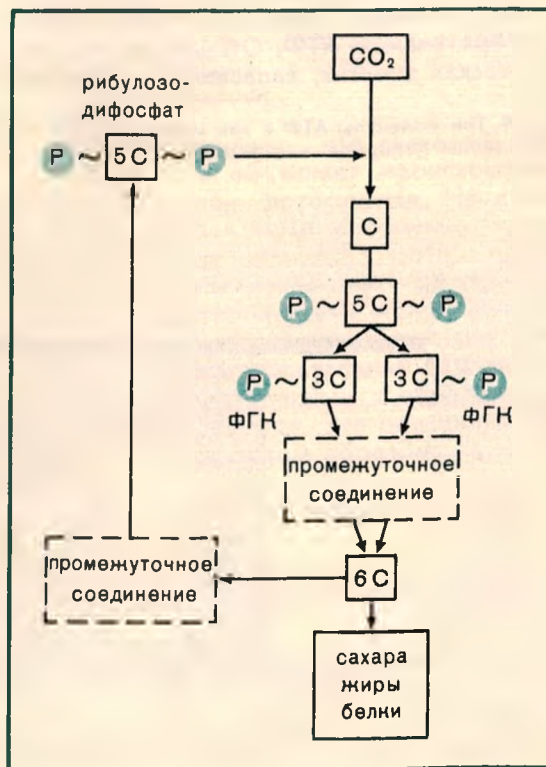 CO₂
рибулозо-
дифосфат
P ~ 5C ~ P
C
P ~ 5C ~ P
P ~ 3C 3C ~ P
ФГК ФГК
промежуточное
соединение
промежуточное
соединение
6C
сахара
жиры
белки